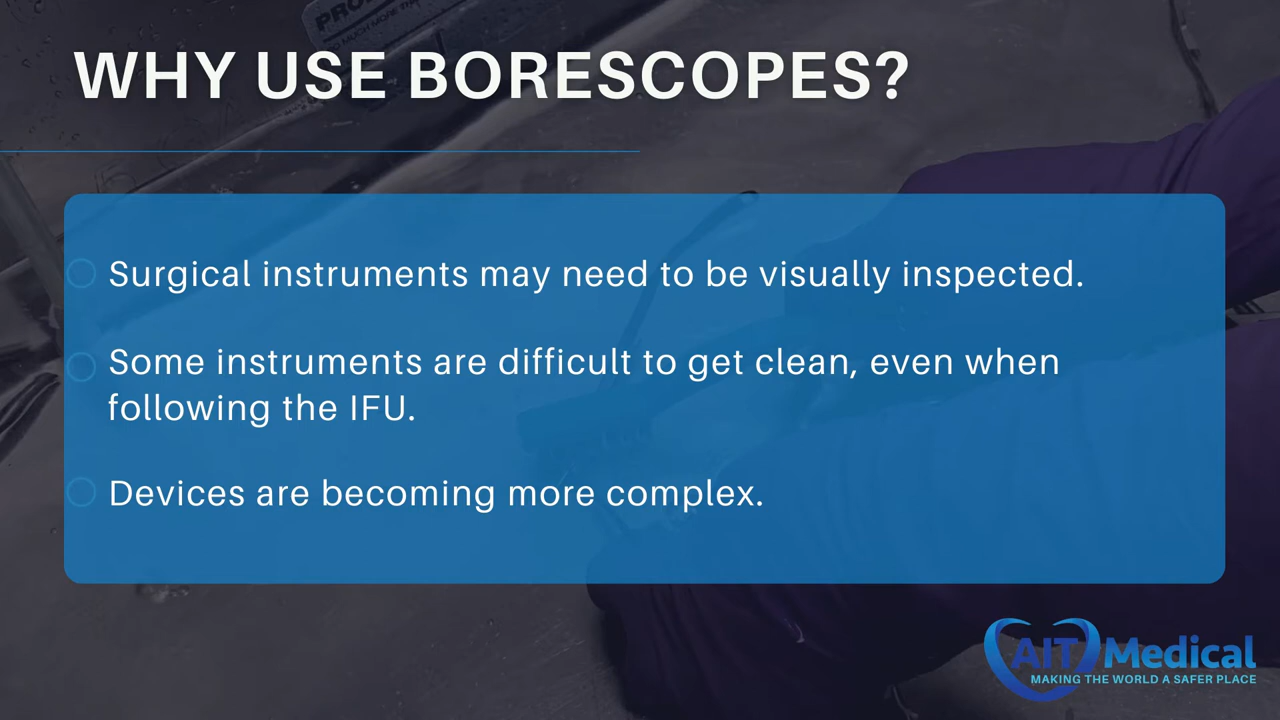 WHY USE BORESCOPES?
Surgical instruments may need to be visually inspected.
Some instruments are difficult to get clean, even when
following the IFU.
Devices are becoming more complex.
AIT Medical
MAKING THE WORLD A SAFER PLACE